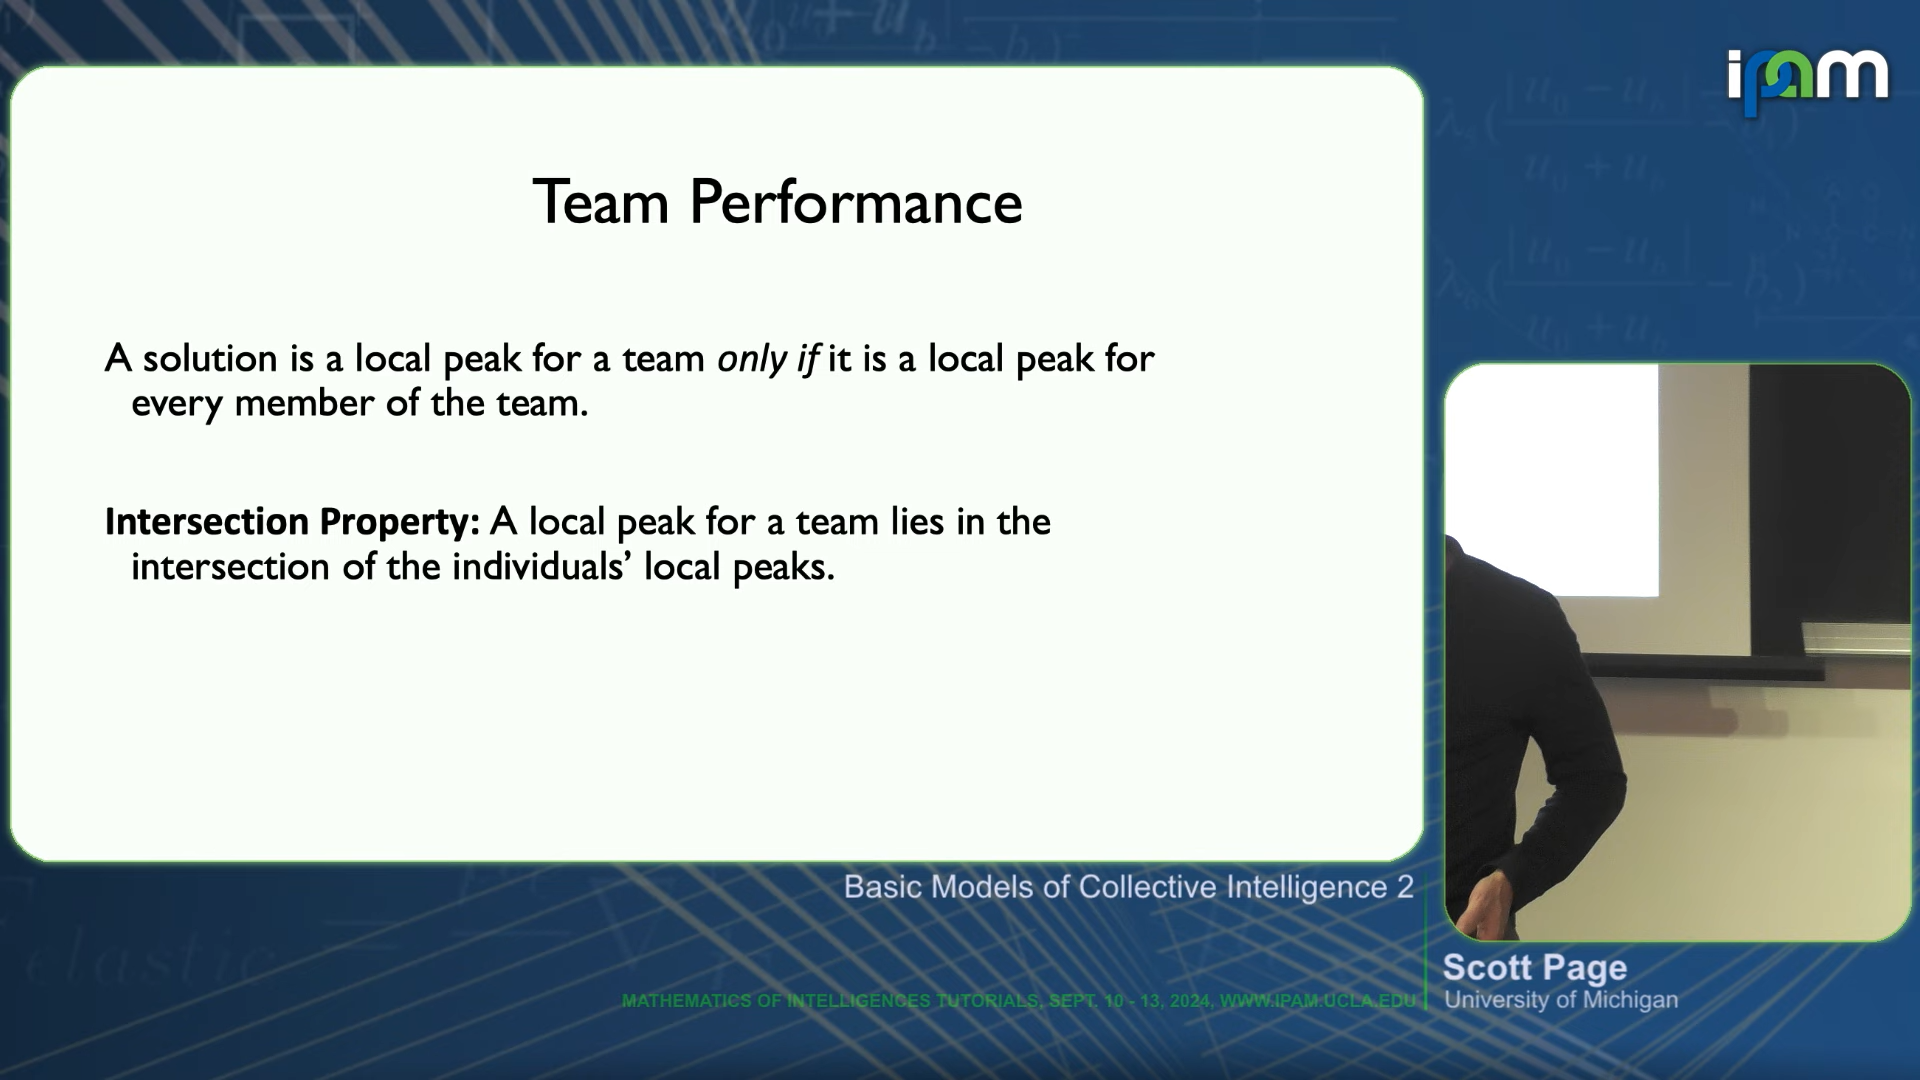 ipam
Team Performance
A solution is a local peak for a team only if it is a local peak for
every member of the team.
Intersection Property: A local peak for a team lies in the
intersection of the individuals’ local peaks.
Basic Models of Collective Intelligence 2
Scott Page
University of Michigan
MATHEMATICS OF INTELLIGENCES TUTORIALS, SEPT. 10 - 13, 2024, WWW.IPAM.UCLA.EDU
elastic